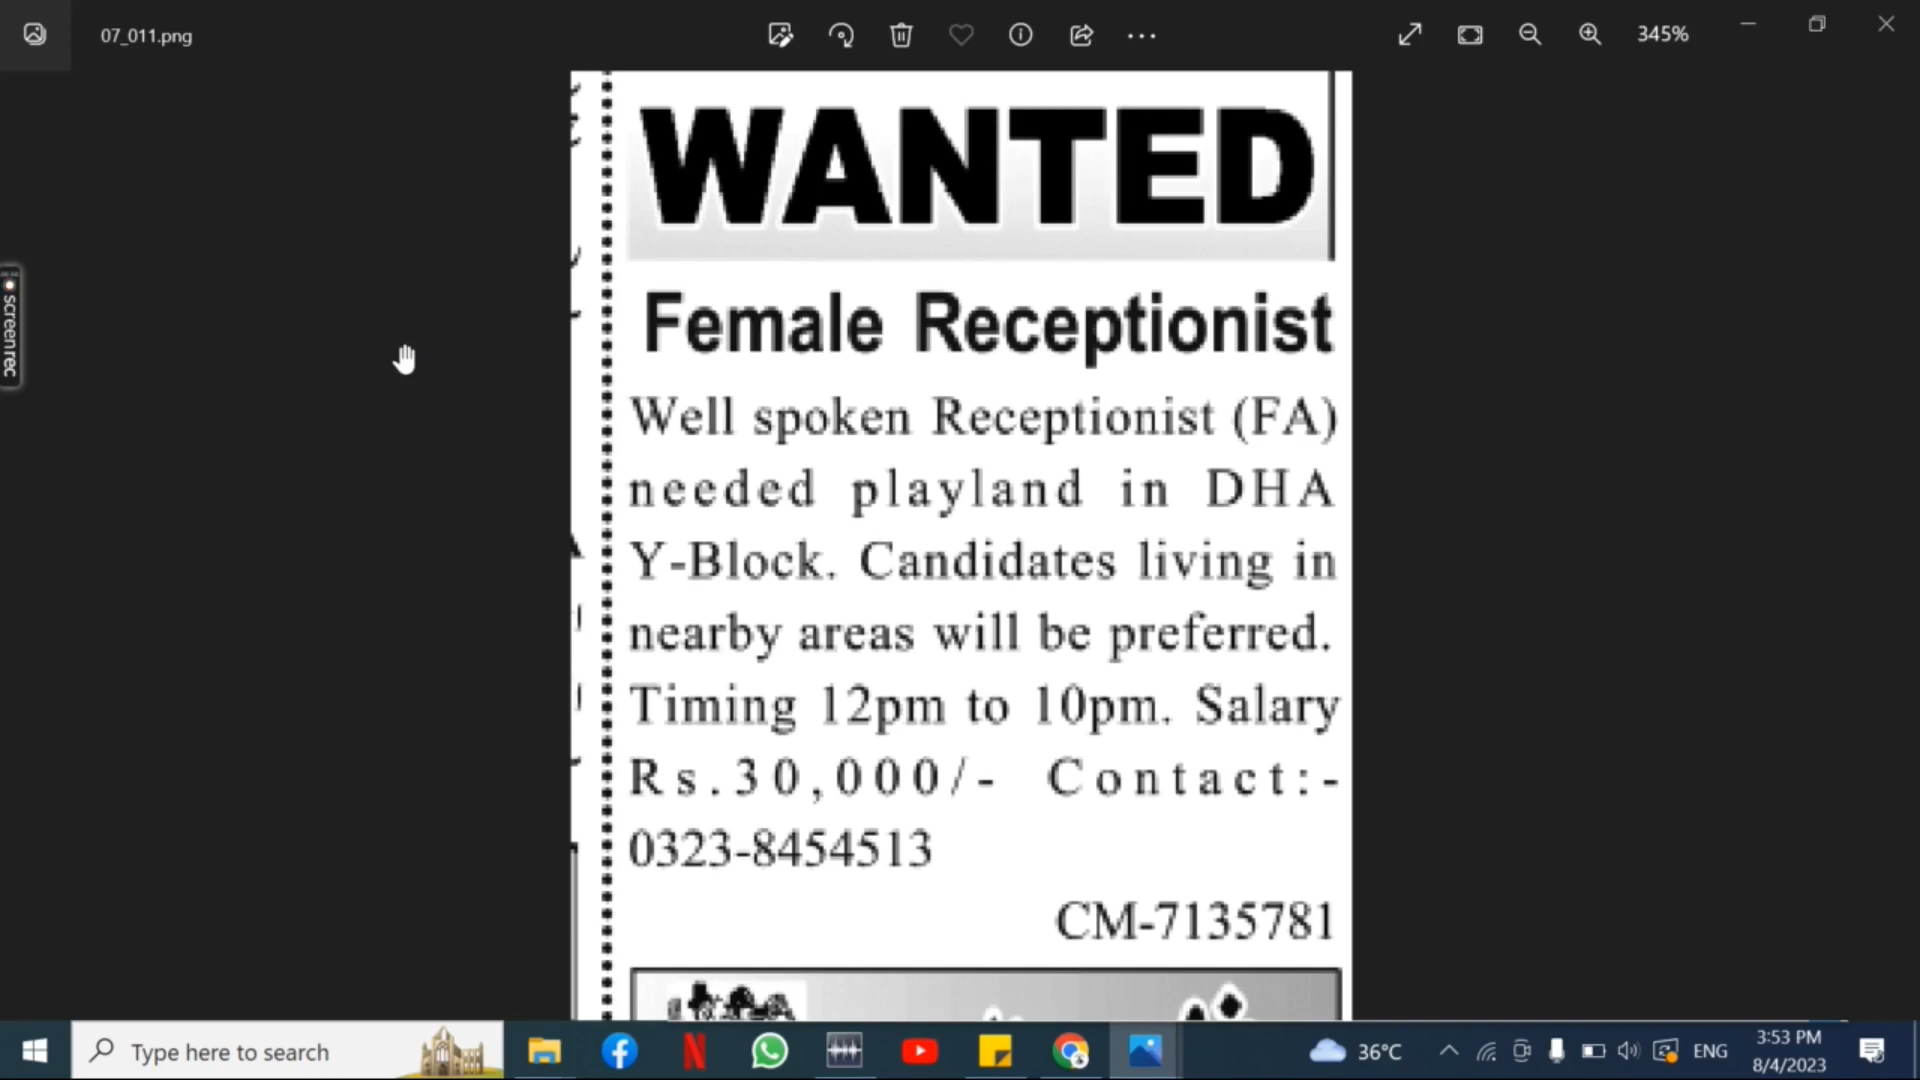 07_011.png
345%
WANTED
Female Receptionist
Well spoken Receptionist (FA)
needed playland in DHA
Y-Block. Candidates living in
nearby areas will be preferred.
Timing 12pm to 10pm. Salary
Rs.30,000/- Contact:-
0323-8454513
CM-7135781
screenrec
Type here to search
36°C
ENG
3:53 PM
8/4/2023